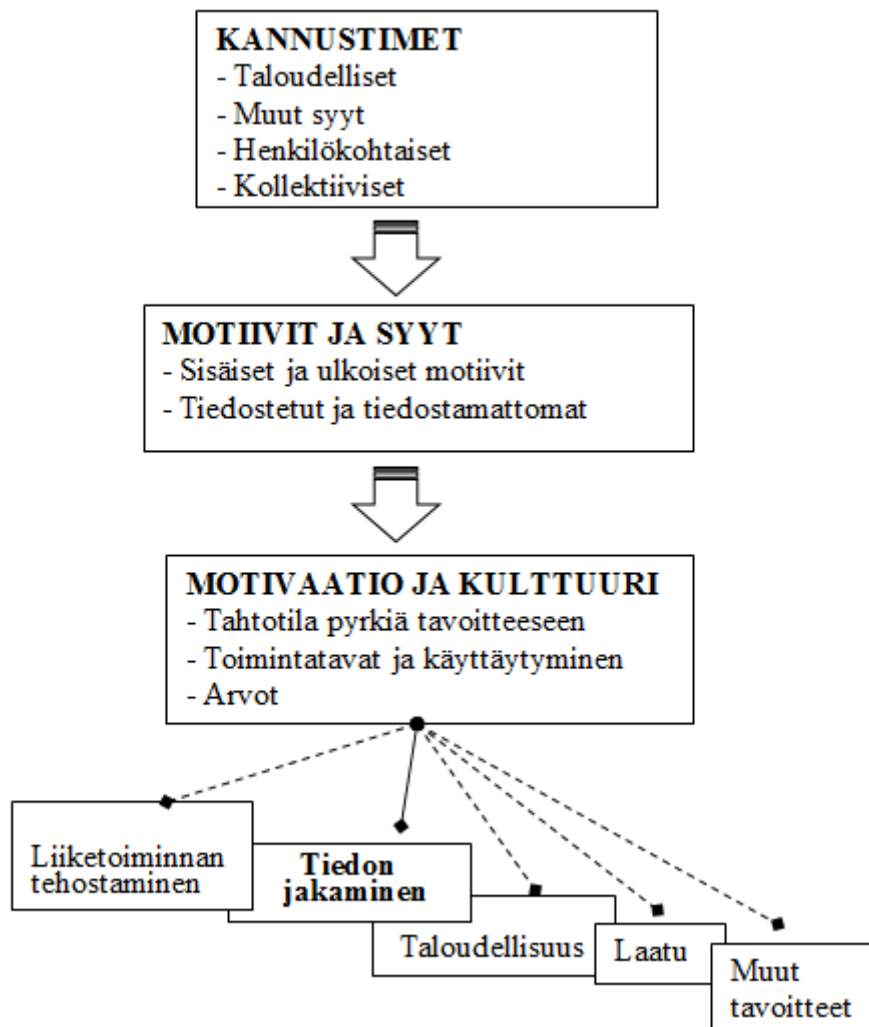 KANNUSTIMET
- Taloudelliset
- Muut syyt
- Henkilökohtaiset
- Kollektiiviset
MOTIIVIT JA SYYT
- Sisäiset ja ulkoiset motiivit
- Tiedostetut ja tiedostamattomat
MOTIVAATIO JA KULTTUURI
- Tahtotila pyrkiä tavoitteeseen
- Toimintatavat ja käyttäytyminen
- Arvot
Liiketoiminnan
tehostaminen
Tiedon
jakaminen
Taloudellisuus
Laatu
Muut
tavoitteet